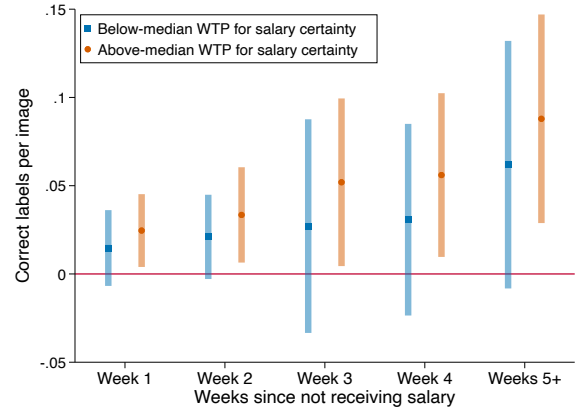 .15
.1
.05
0
-.05
Correct labels per image
Below-median WTP for salary certainty
Above-median WTP for salary certainty
Week 1
Week 2
Week 3
Week 4
Weeks 5+
Weeks since not receiving salary